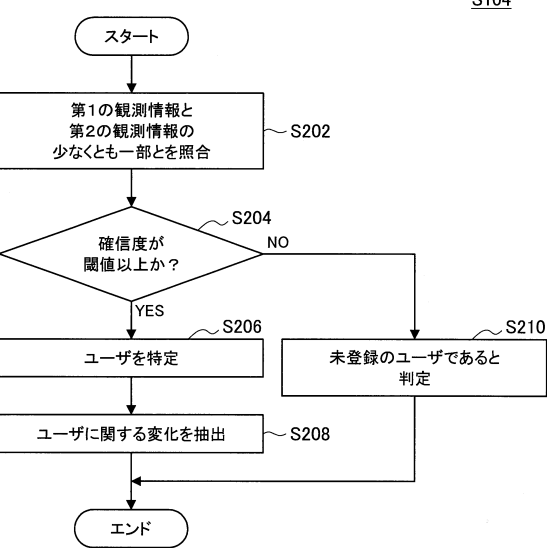 S104
スタート
第1の観測情報と
第2の観測情報の
少なくとも一部とを照合
S202
S204
確信度が
閾値以上か？
NO
YES
S206
ユーザを特定
S210
未登録のユーザであると
判定
ユーザに関する変化を抽出
S208
エンド